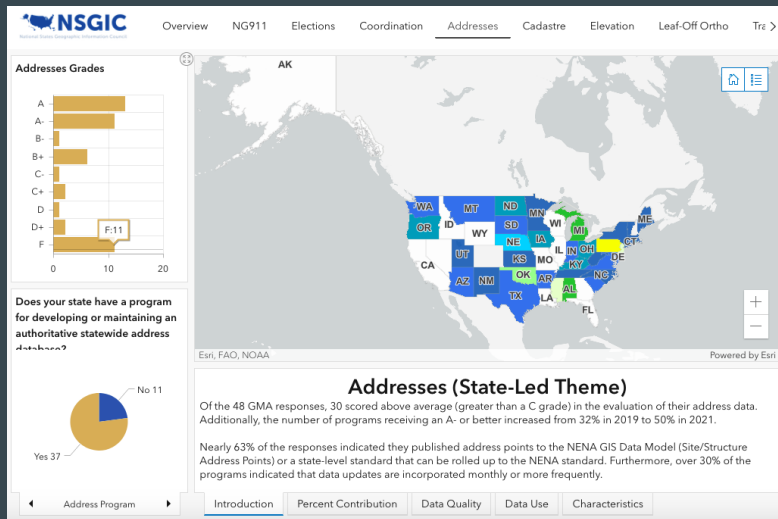 NSGIC
National States Geographic Information Council
Overview NG911 Elections Coordination Addresses Cadastre Elevation Leaf-Off Ortho
Addresses Grades
A
A-
B-
B+
C-
C+
D
D+
F
F:11
0 10 20
Does your state have a program
for developing or maintaining an
authoritative statewide address
database?
No 11
Yes 37
Address Program
AK
WA
MT
ND
MN
ME
OR
ID
SD
WI
MI
WY
NE
IA
CT
UT
IL
IN
OH
DE
CA
KS
MO
KY
AZ
NM
OK
AR
NC
TX
LA
AL
FL
Esri, FAO, NOAA
Powered by Esri
Addresses (State-Led Theme)
Of the 48 GMA responses, 30 scored above average (greater than a C grade) in the evaluation of their address data.
Additionally, the number of programs receiving an A- or better increased from 32% in 2019 to 50% in 2021.
Nearly 63% of the responses indicated they published address points to the NENA GIS Data Model (Site/Structure
Address Points) or a state-level standard that can be rolled up to the NENA standard. Furthermore, over 30% of the
programs indicated that data updates are incorporated monthly or more frequently.
Introduction Percent Contribution Data Quality Data Use Characteristics